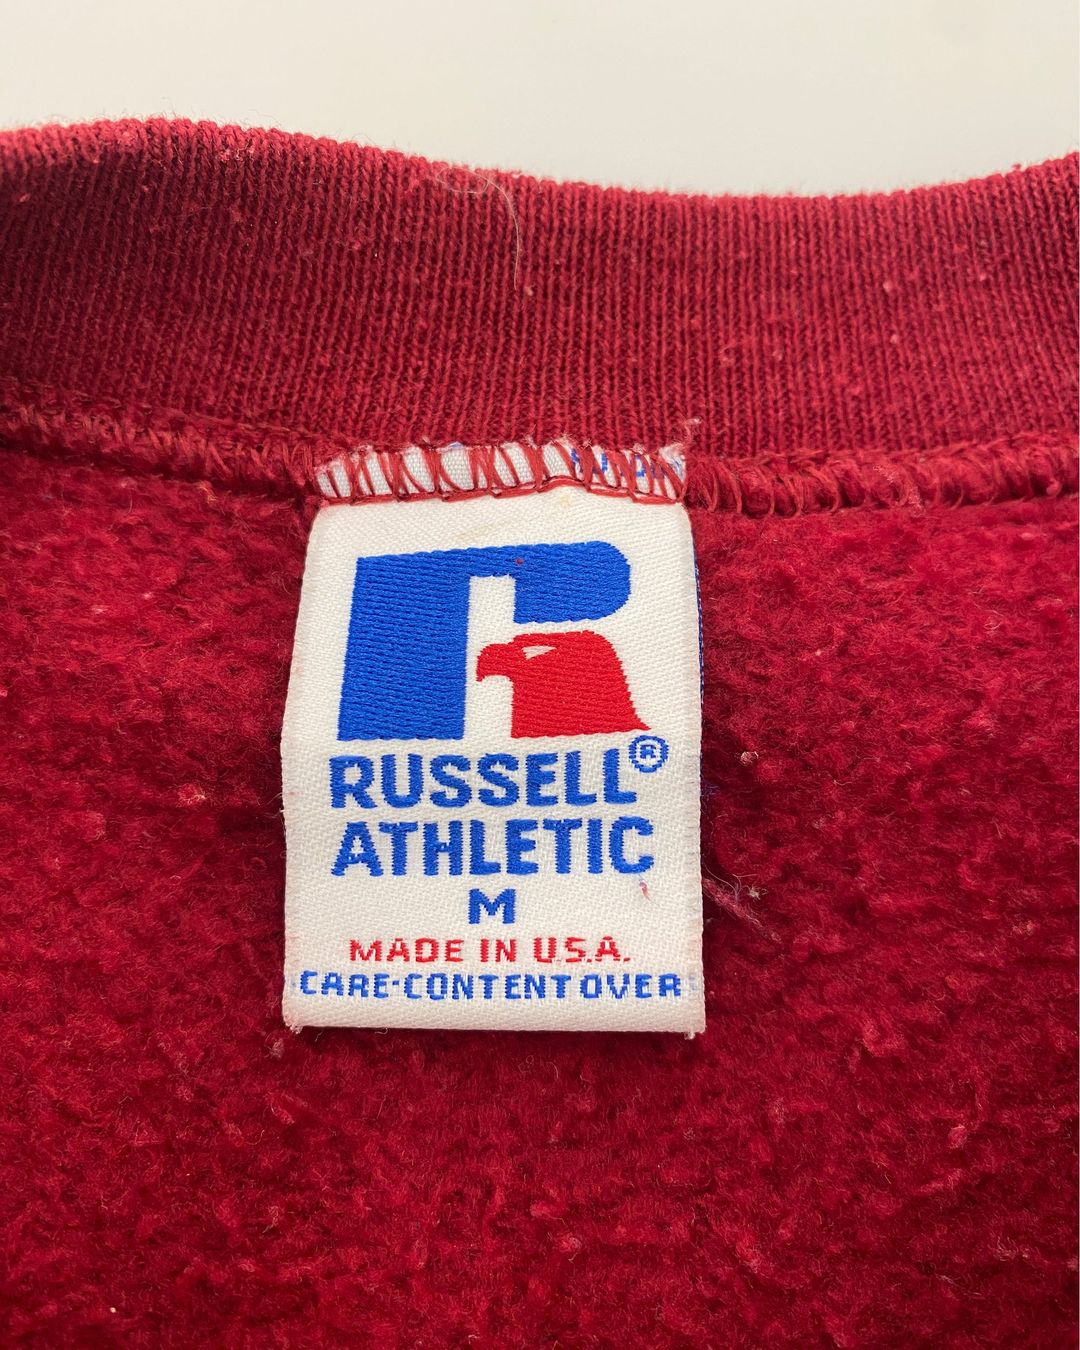 RUSSELL®
ATHLETIC
M
MADE IN U.S.A.
CARE-CONTENT OVER